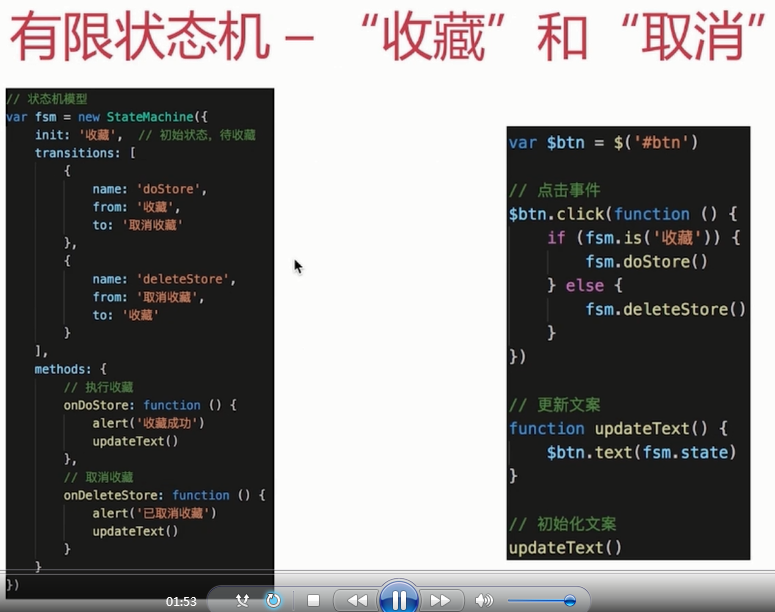 有限状态机 – “收藏” 和 “取消”
// 状态机模型
var fsm = new StateMachine({
init: '收藏',  // 初始状态，待收藏
transitions: [
{
name: 'doStore',
from: '收藏',
to: '取消收藏'
},
{
name: 'deleteStore',
from: '取消收藏',
to: '收藏'
}
],
methods: {
// 执行收藏
onDoStore: function () {
alert('收藏成功')
updateText()
},
// 取消收藏
onDeleteStore: function () {
alert('已取消收藏')
updateText()
}
}
})
var $btn = $('#btn')
// 点击事件
$btn.click(function () {
if (fsm.is('收藏')) {
fsm.doStore()
} else {
fsm.deleteStore()
}
})
// 更新文案
function updateText() {
$btn.text(fsm.state)
}
// 初始化文案
updateText()
01:53